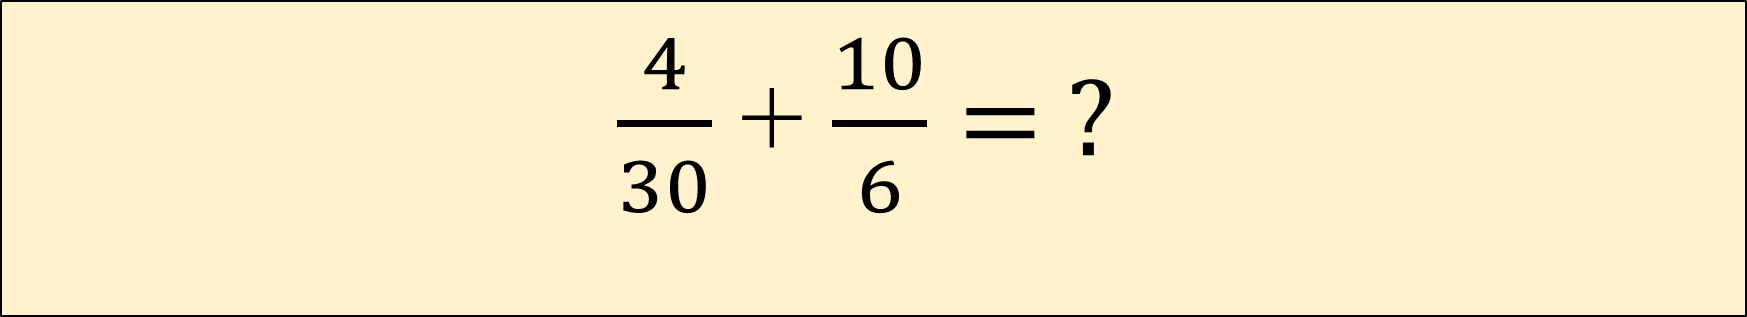 4/30 + 10/6 = ?